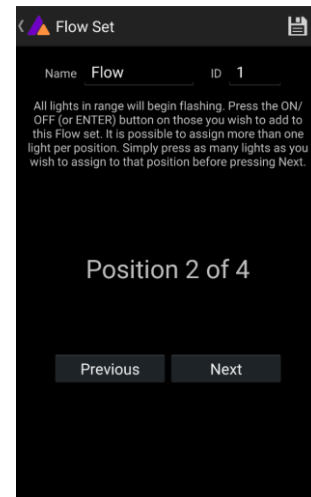 Flow Set
Name Flow ID 1
All lights in range will begin flashing. Press the ON/
OFF (or ENTER) button on those you wish to add to
this Flow set. It is possible to assign more than one
light per position. Simply press as many lights as you
wish to assign to that position before pressing Next.
Position 2 of 4
Previous Next